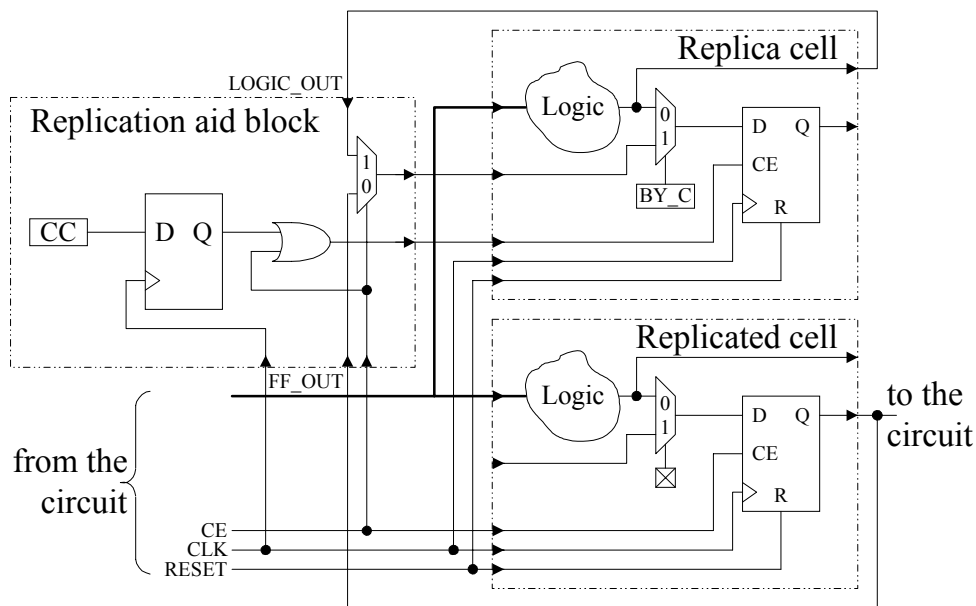 Replica cell
LOGIC_OUT
Replication aid block
Logic
0
1
D Q
CE
R
BY_C
1
0
CC
D Q
Replicated cell
FF_OUT
Logic
0
1
D Q
CE
R
to the
circuit
from the
circuit
CE
CLK
RESET